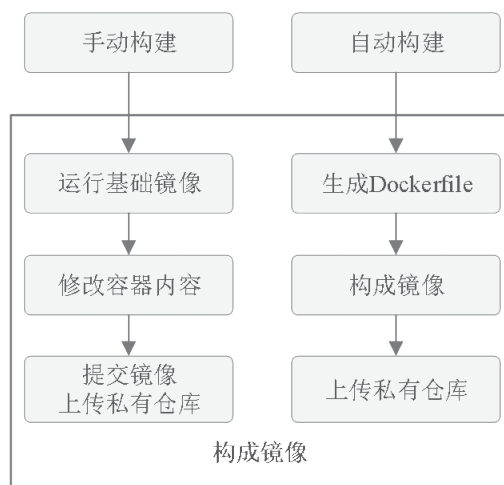 手动构建
自动构建
运行基础镜像
生成Dockerfile
修改容器内容
构成镜像
提交镜像
上传私有仓库
上传私有仓库
构成镜像